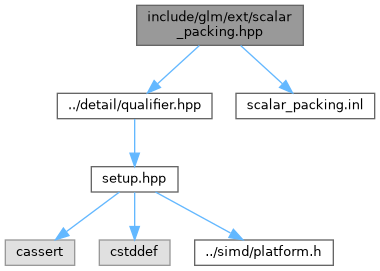 include/glm/ext/scalar
_packing.hpp
../detail/qualifier.hpp
scalar_packing.inl
setup.hpp
cassert
cstddef
../simd/platform.h